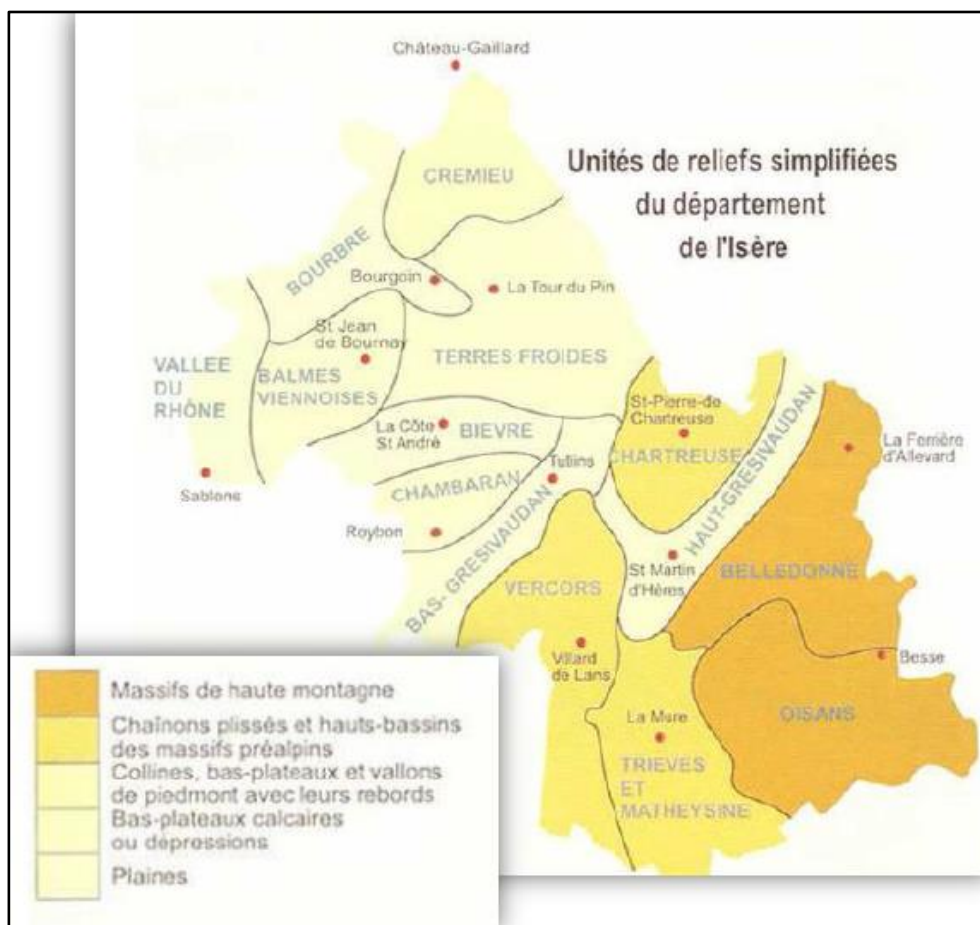 Château-Gaillard
Unités de reliefs simplifiées
du département
de l'Isère
CREMIEU
BOURBRE
Bourgoin
La Tour du Pin
St Jean
de Bournay
TERRES FROIDES
VALLEE
DU
RHÔNE
BALMES
VIENNOISES
La Côte
St André
BIEVRE
St-Pierre-de
Chartreuse
CHARTREUSE
HAUT-GRESIVAUDAN
La Ferrière
d'Allevard
Sablons
CHAMBARAN
Tullins
Roybon
BAS- GRESIVAUDAN
VERCORS
St Martin
d'Hères
BELLEDONNE
Villard
de Lans
Besse
La Mure
OISANS
TRIEVES
ET
MATHEYSINE
Massifs de haute montagne
Chaînons plissés et hauts-bassins
des massifs préalpins
Collines, bas-plateaux et vallons
de piedmont avec leurs rebords
Bas-plateaux calcaires
ou dépressions
Plaines